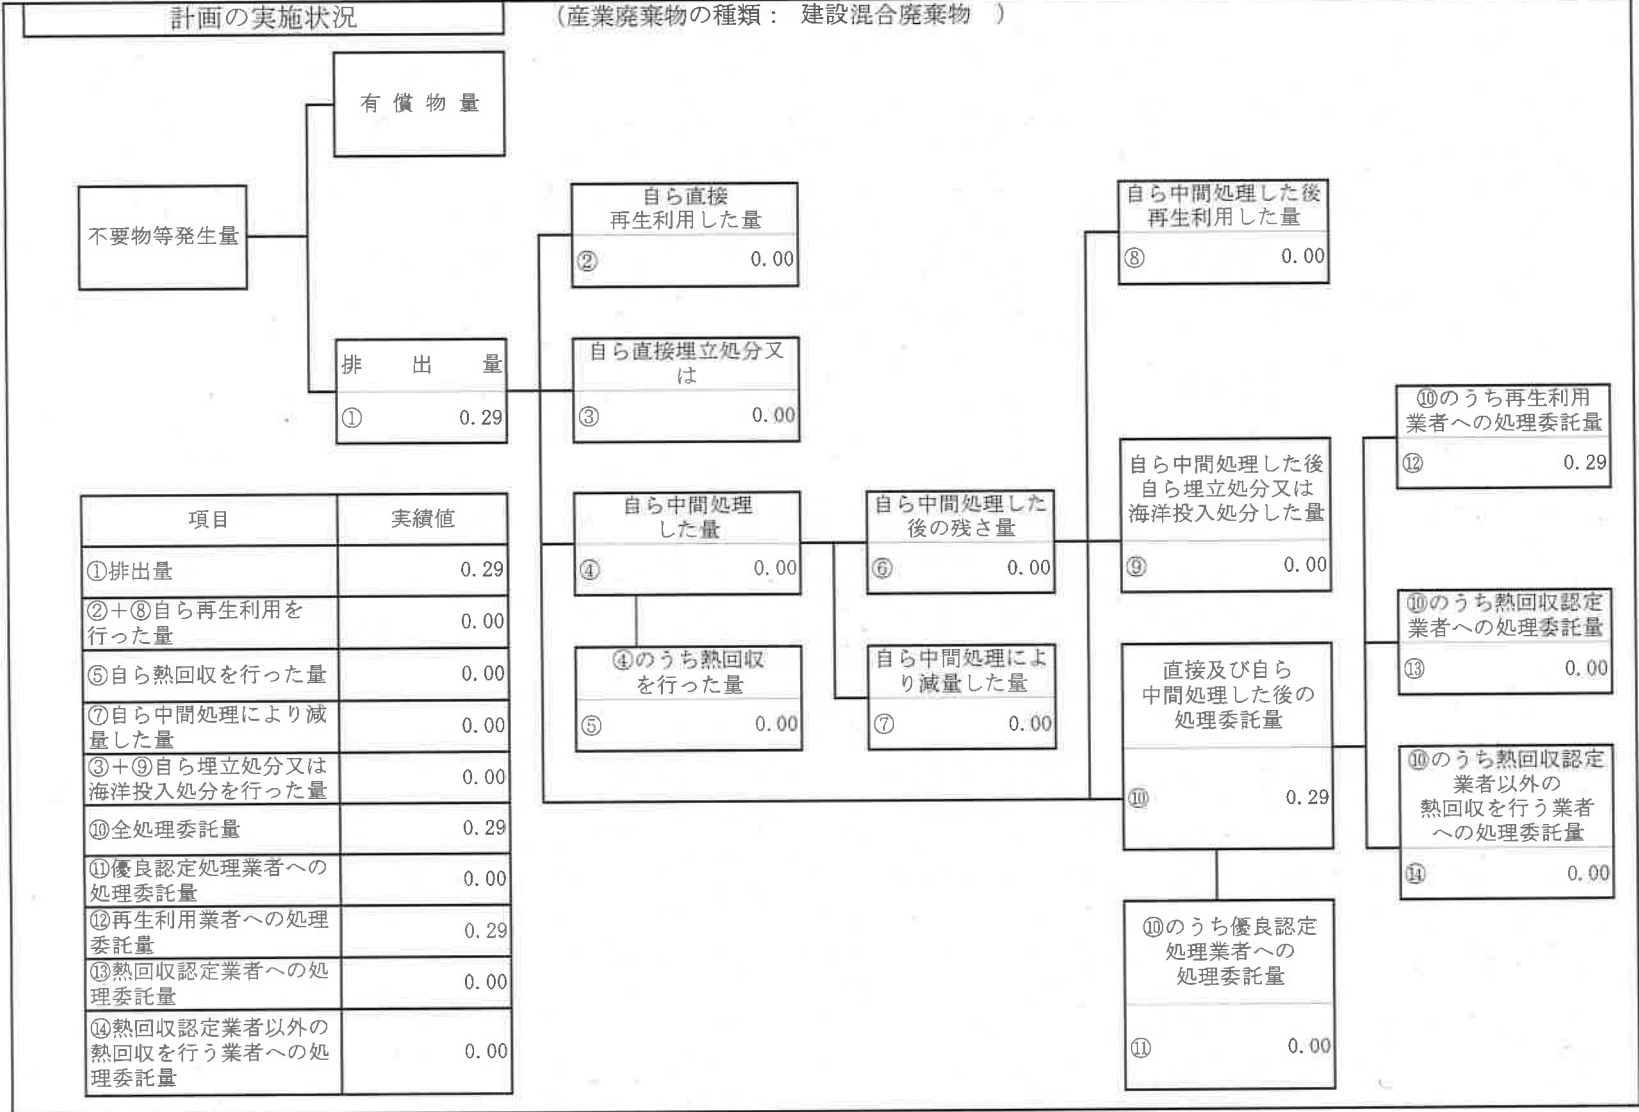 計画の実施状況
（産業廃棄物の種類： 建設混合廃棄物 ）
有償物量
不要物等発生量
排出量
① 0.29
自ら直接
再生利用した量
② 0.00
自ら直接埋立処分又
は
③ 0.00
自ら中間処理
した量
④ 0.00
④のうち熱回収
を行った量
⑤ 0.00
自ら中間処理した
後の残さ量
⑥ 0.00
自ら中間処理によ
り減量した量
⑦ 0.00
自ら中間処理した後
再生利用した量
⑧ 0.00
自ら中間処理した後
自ら埋立処分又は
海洋投入処分した量
⑨ 0.00
直接及び自ら
中間処理した後の
処理委託量
⑩ 0.29
⑩のうち優良認定
処理業者への
処理委託量
⑪ 0.00
⑩のうち再生利用
業者への処理委託量
⑫ 0.29
⑩のうち熱回収認定
業者への処理委託量
⑬ 0.00
⑩のうち熱回収認定
業者以外の
熱回収を行う業者
への処理委託量
⑭ 0.00
項目 実績値
①排出量 0.29
②＋⑧自ら再生利用を
行った量 0.00
⑤自ら熱回収を行った量 0.00
⑦自ら中間処理により減
量した量 0.00
③＋⑨自ら埋立処分又は
海洋投入処分を行った量 0.00
⑩全処理委託量 0.29
⑪優良認定処理業者への
処理委託量 0.00
⑫再生利用業者への処理
委託量 0.29
⑬熱回収認定業者への処
理委託量 0.00
⑭熱回収認定業者以外の
熱回収を行う業者への処
理委託量 0.00